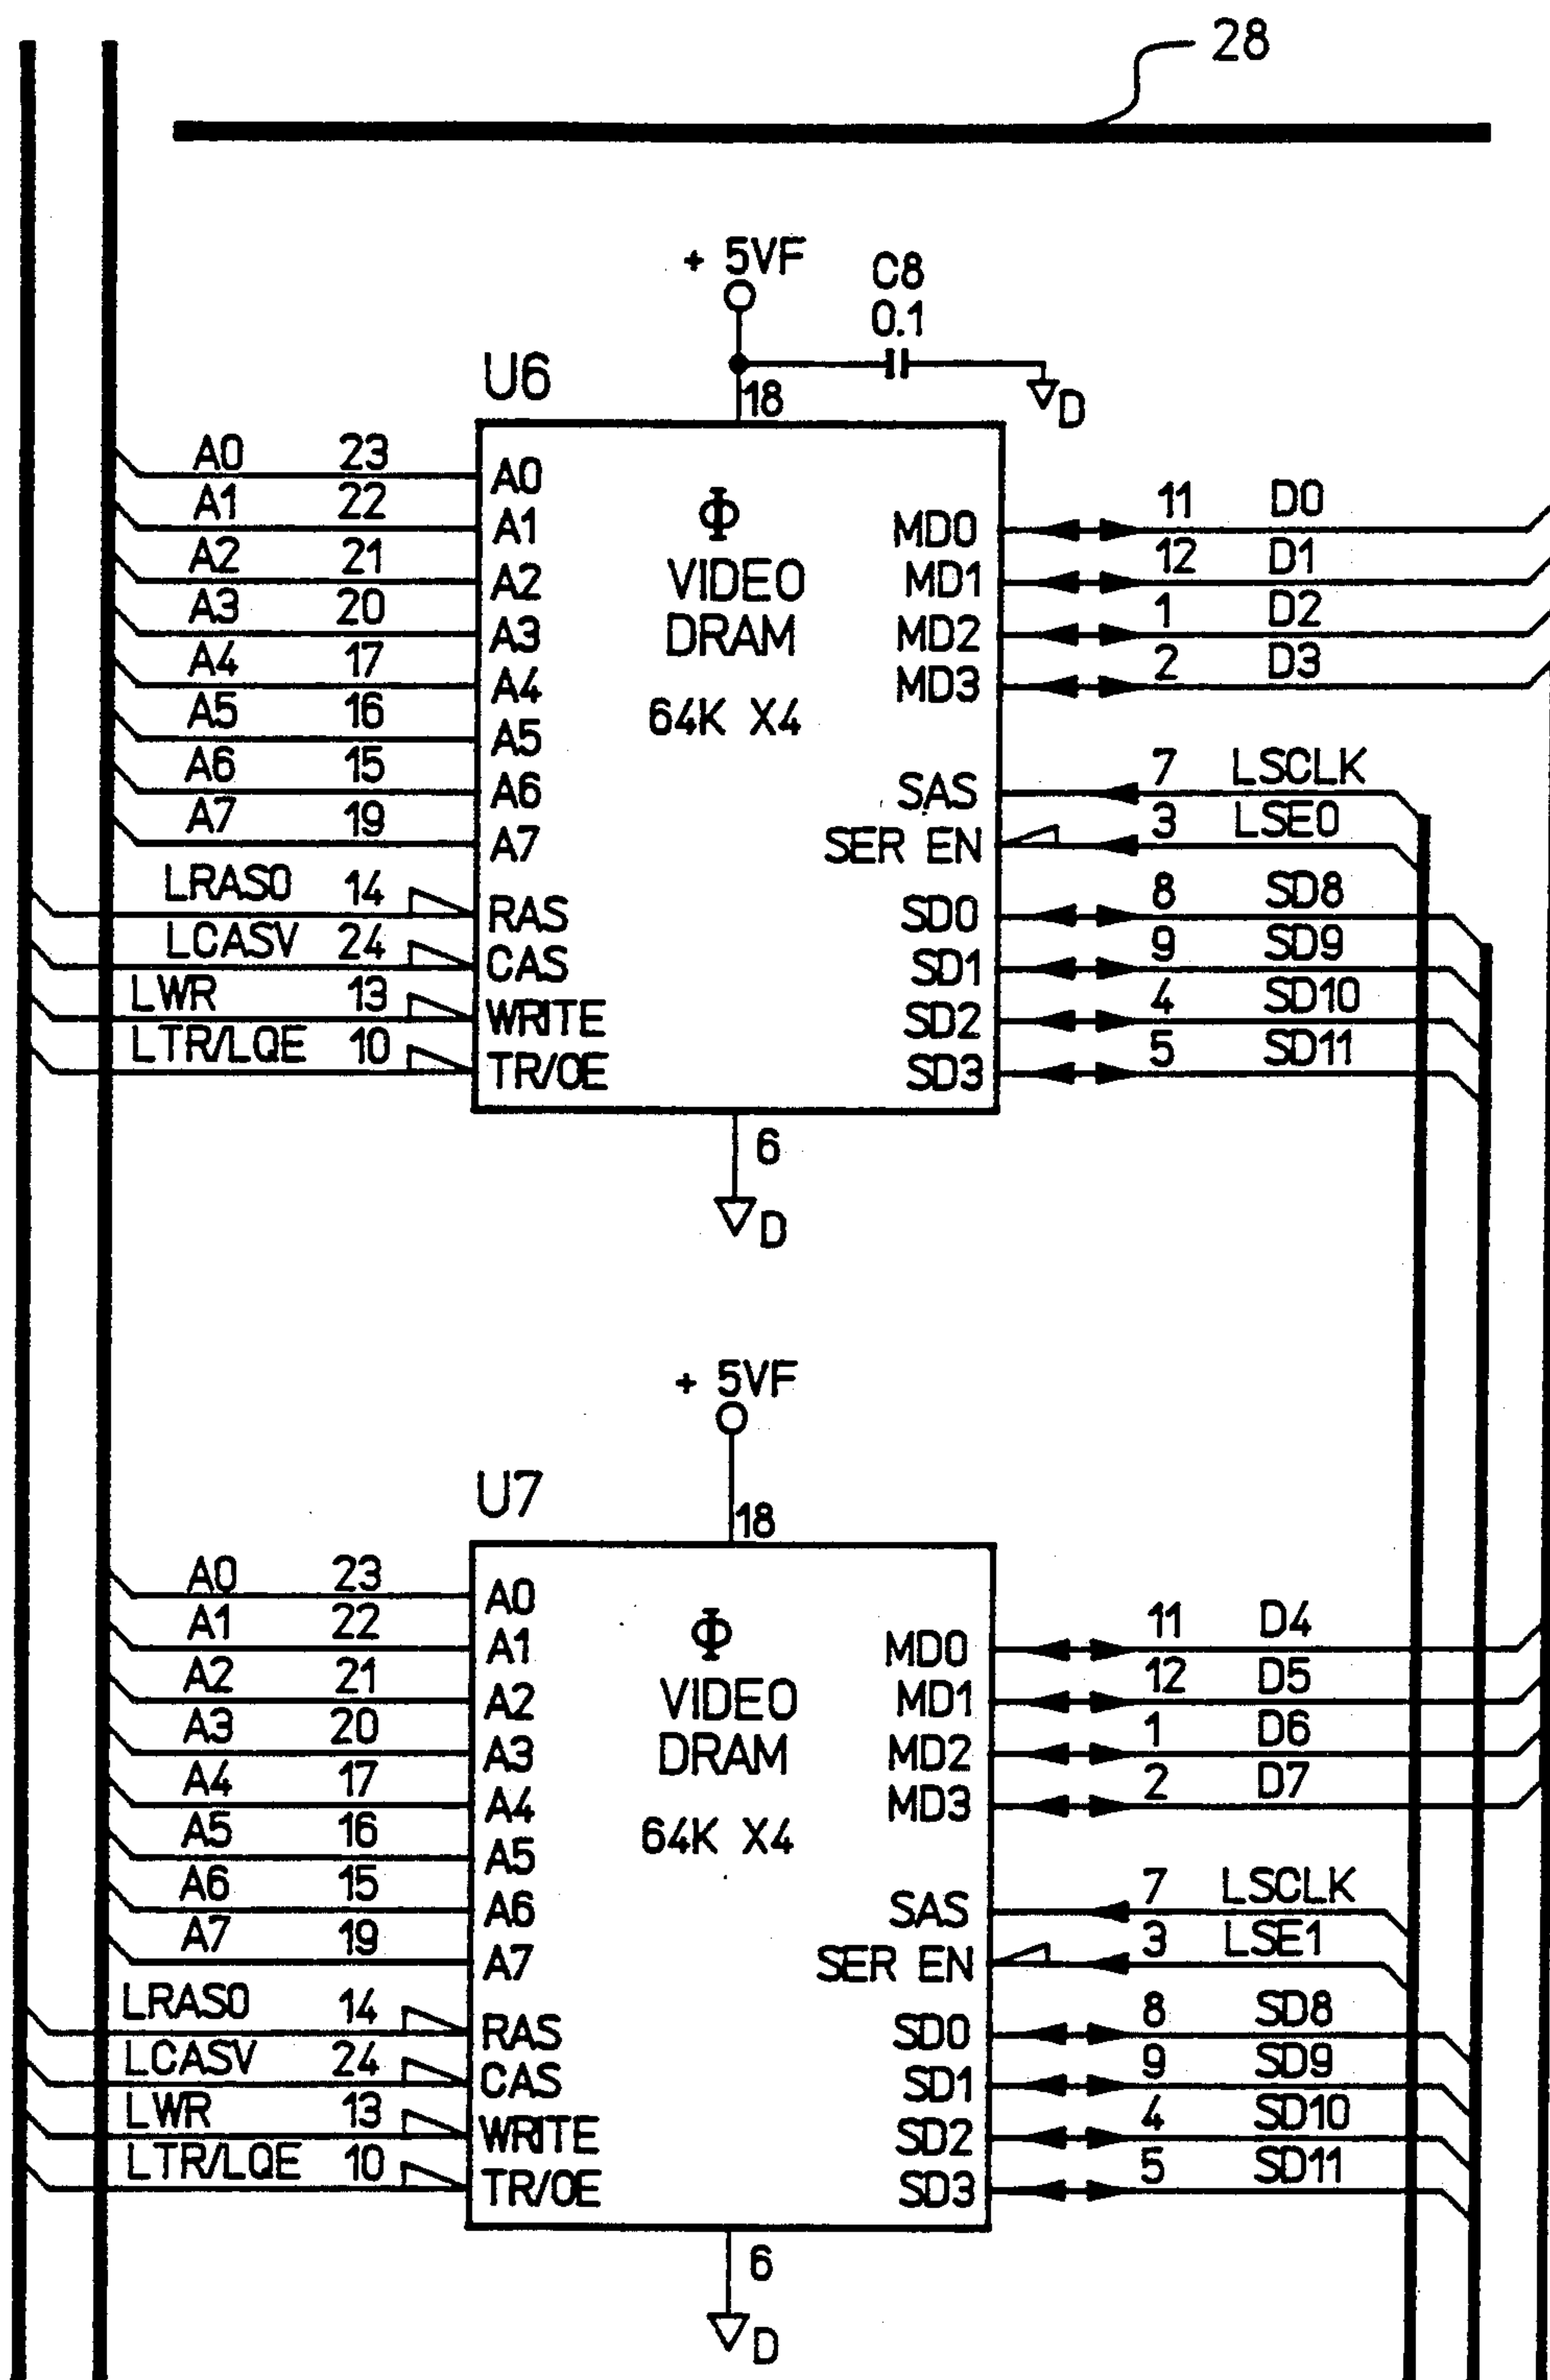 28
+ 5VF
C8
0.1
U6
18
D
A0 23 A0
A1 22 A1
A2 21 A2
A3 20 A3
A4 17 A4
A5 16 A5
A6 15 A6
A7 19 A7
LRAS0 14 RAS
LCASV 24 CAS
LWR 13 WRITE
LTR/LQE 10 TR/OE
Φ
VIDEO
DRAM
64K X4
MD0 11 D0
MD1 12 D1
MD2 1 D2
MD3 2 D3
SAS 7 LSCLK
SER EN 3 LSE0
SD0 8 SD8
SD1 9 SD9
SD2 4 SD10
SD3 5 SD11
6
D
+ 5VF
U7
18
A0 23 A0
A1 22 A1
A2 21 A2
A3 20 A3
A4 17 A4
A5 16 A5
A6 15 A6
A7 19 A7
LRAS0 14 RAS
LCASV 24 CAS
LWR 13 WRITE
LTR/LQE 10 TR/OE
Φ
VIDEO
DRAM
64K X4
MD0 11 D4
MD1 12 D5
MD2 1 D6
MD3 2 D7
SAS 7 LSCLK
SER EN 3 LSE1
SD0 8 SD8
SD1 9 SD9
SD2 4 SD10
SD3 5 SD11
6
D